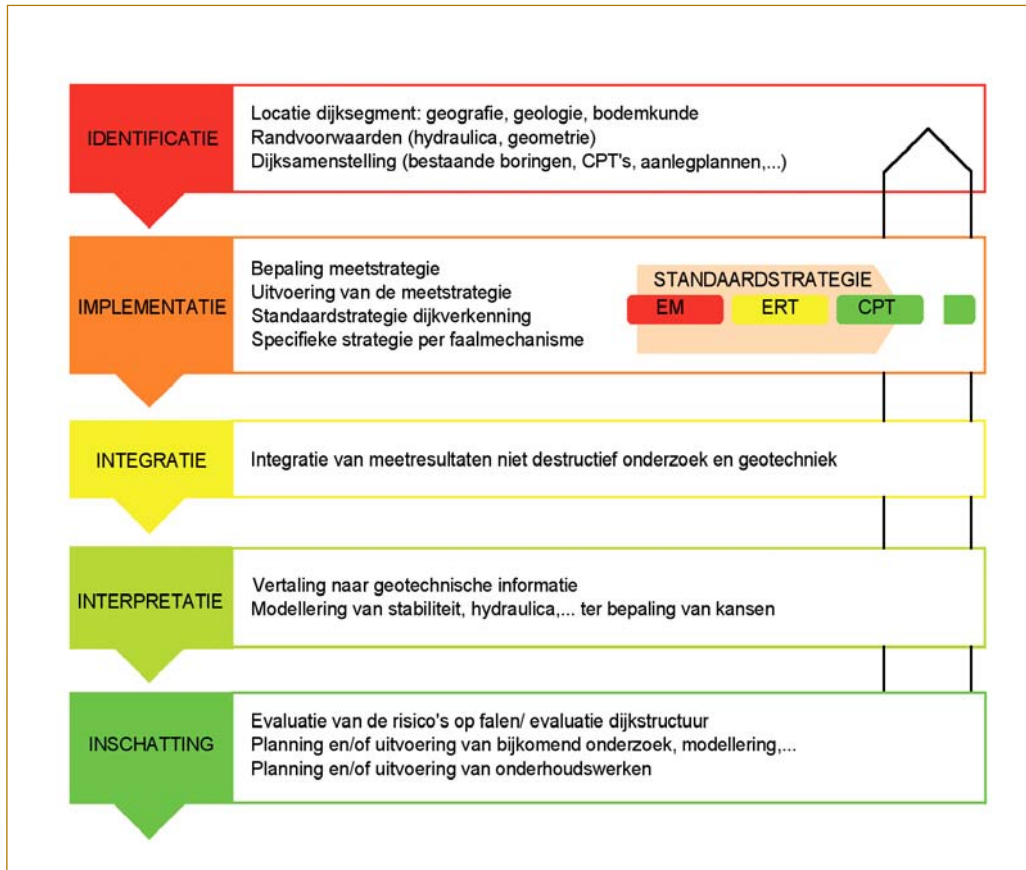 IDENTIFICATIE
Locatie dijksegment: geografie, geologie, bodemkunde
Randvoorwaarden (hydraulica, geometrie)
Dijksamenstelling (bestaande boringen, CPT's, aanlegplannen,...)
IMPLEMENTATIE
Bepaling meetstrategie
Uitvoering van de meetstrategie
Standaardstrategie dijkverkenning
Specifieke strategie per faalmechanisme
STANDAARDSTRATEGIE
EM
ERT
CPT
INTEGRATIE
Integratie van meetresultaten niet destructief onderzoek en geotechniek
INTERPRETATIE
Vertaling naar geotechnische informatie
Modellering van stabiliteit, hydraulica,... ter bepaling van kansen
INSCHATTING
Evaluatie van de risico's op falen/ evaluatie dijkstructuur
Planning en/of uitvoering van bijkomend onderzoek, modellering,...
Planning en/of uitvoering van onderhoudswerken